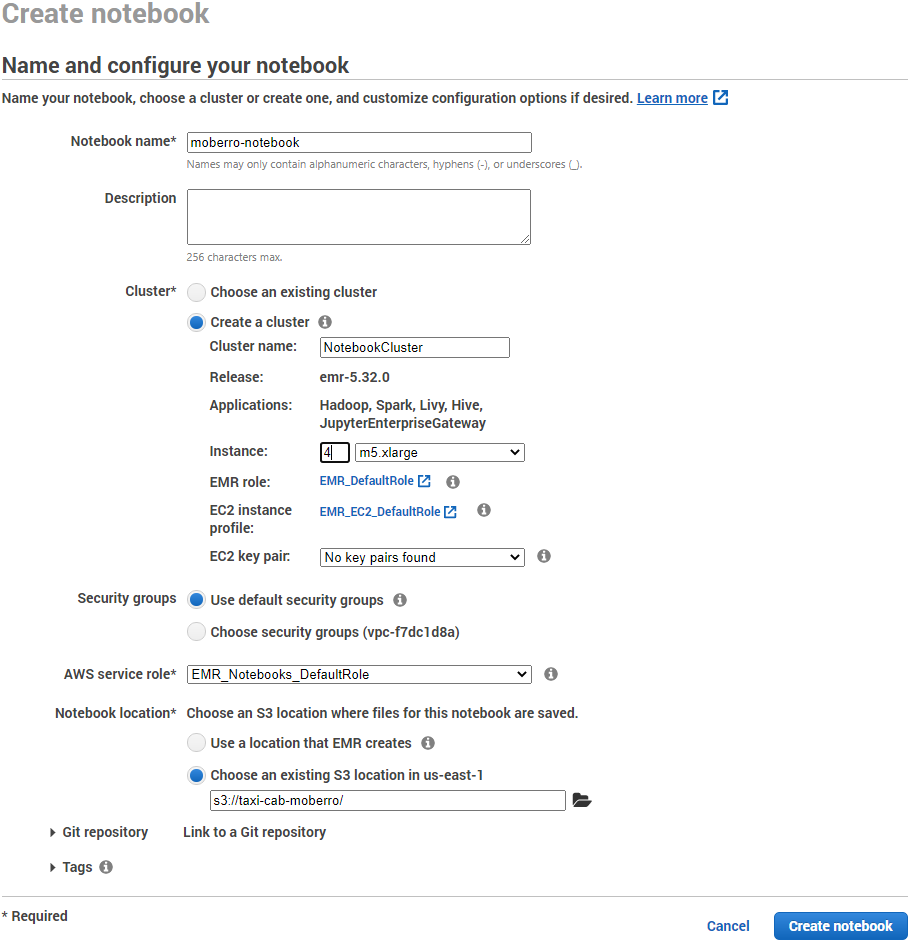 Create notebook
Name and configure your notebook
Name your notebook, choose a cluster or create one, and customize configuration options if desired. Learn more
Notebook name* moberro-notebook
Names may only contain alphanumeric characters, hyphens (-), or underscores (_).
Description
256 characters max.
Cluster* Choose an existing cluster
Create a cluster
Cluster name: NotebookCluster
Release: emr-5.32.0
Applications: Hadoop, Spark, Livy, Hive,
JupyterEnterpriseGateway
Instance: 4 m5.xlarge
EMR role: EMR_DefaultRole
EC2 instance EMR_EC2_DefaultRole
profile:
EC2 key pair: No key pairs found
Security groups Use default security groups
Choose security groups (vpc-f7dc1d8a)
AWS service role* EMR_Notebooks_DefaultRole
Notebook location* Choose an S3 location where files for this notebook are saved.
Use a location that EMR creates
Choose an existing S3 location in us-east-1
s3://taxi-cab-moberro/
Git repository Link to a Git repository
Tags
* Required
Cancel Create notebook